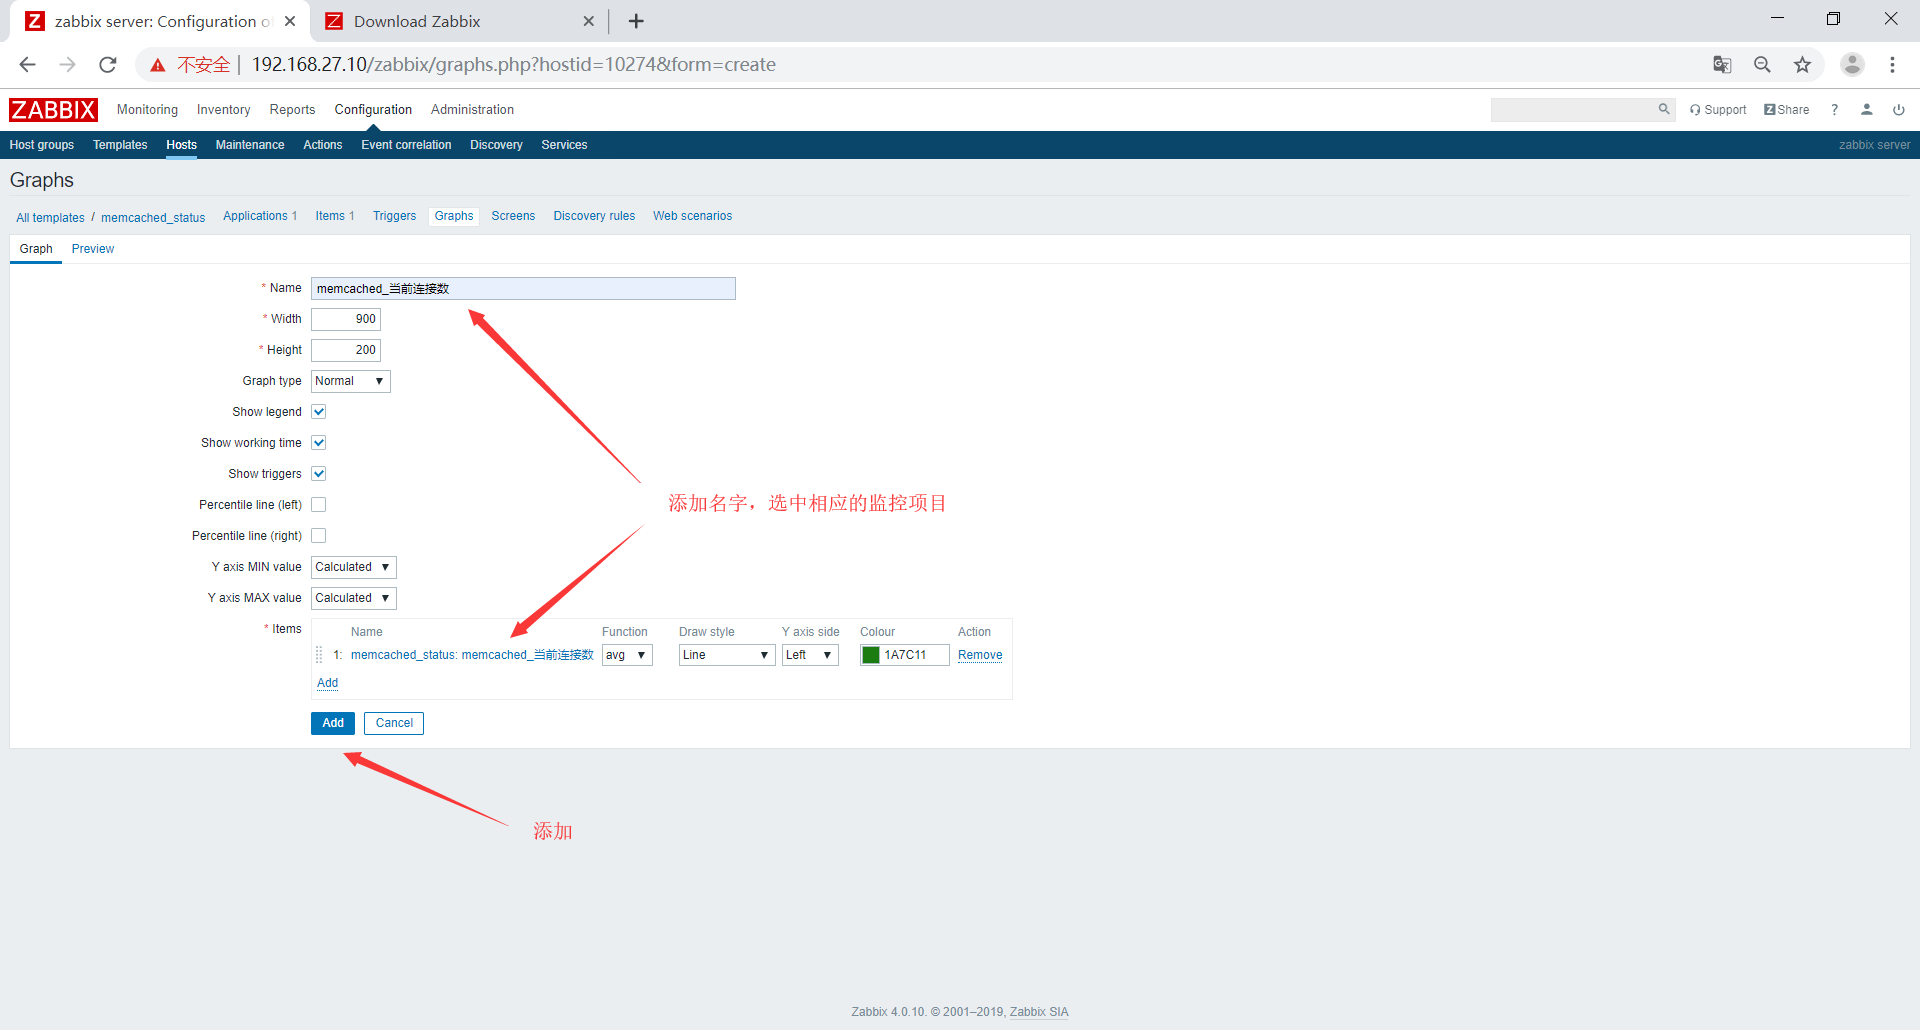 zabbix server: Configuration o
Download Zabbix
不安全 192.168.27.10/zabbix/graphs.php?hostid=10274&form=create
ZABBIX Monitoring Inventory Reports Configuration Administration Support Z Share ?
Host groups Templates Hosts Maintenance Actions Event correlation Discovery Services zabbix server
Graphs
All templates / memcached_status Applications 1 Items 1 Triggers Graphs Screens Discovery rules Web scenarios
Graph Preview
* Name memcached_当前连接数
* Width 900
* Height 200
Graph type Normal
Show legend
Show working time
Show triggers
添加名字，选中相应的监控项目
Percentile line (left)
Percentile line (right)
Y axis MIN value Calculated
Y axis MAX value Calculated
* Items Name Function Draw style Y axis side Colour Action
1: memcached_status: memcached_当前连接数 avg Line Left 1A7C11 Remove
Add
Add Cancel
添加
Zabbix 4.0.10. © 2001–2019, Zabbix SIA